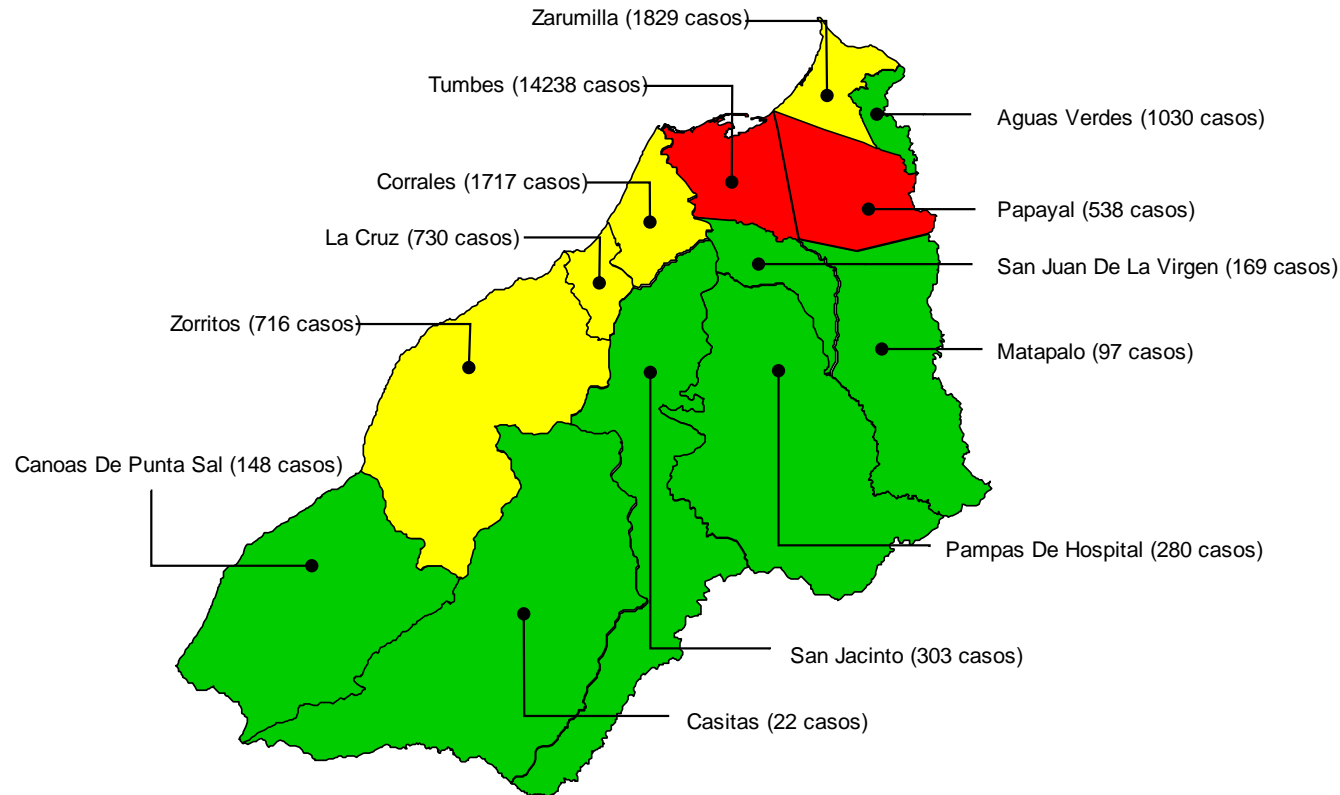 Zarumilla (1829 casos)
Tumbes (14238 casos)
Aguas Verdes (1030 casos)
Corrales (1717 casos)
Papayal (538 casos)
La Cruz (730 casos)
San Juan De La Virgen (169 casos)
Zorritos (716 casos)
Matapalo (97 casos)
Canoas De Punta Sal (148 casos)
Pampas De Hospital (280 casos)
San Jacinto (303 casos)
Casitas (22 casos)